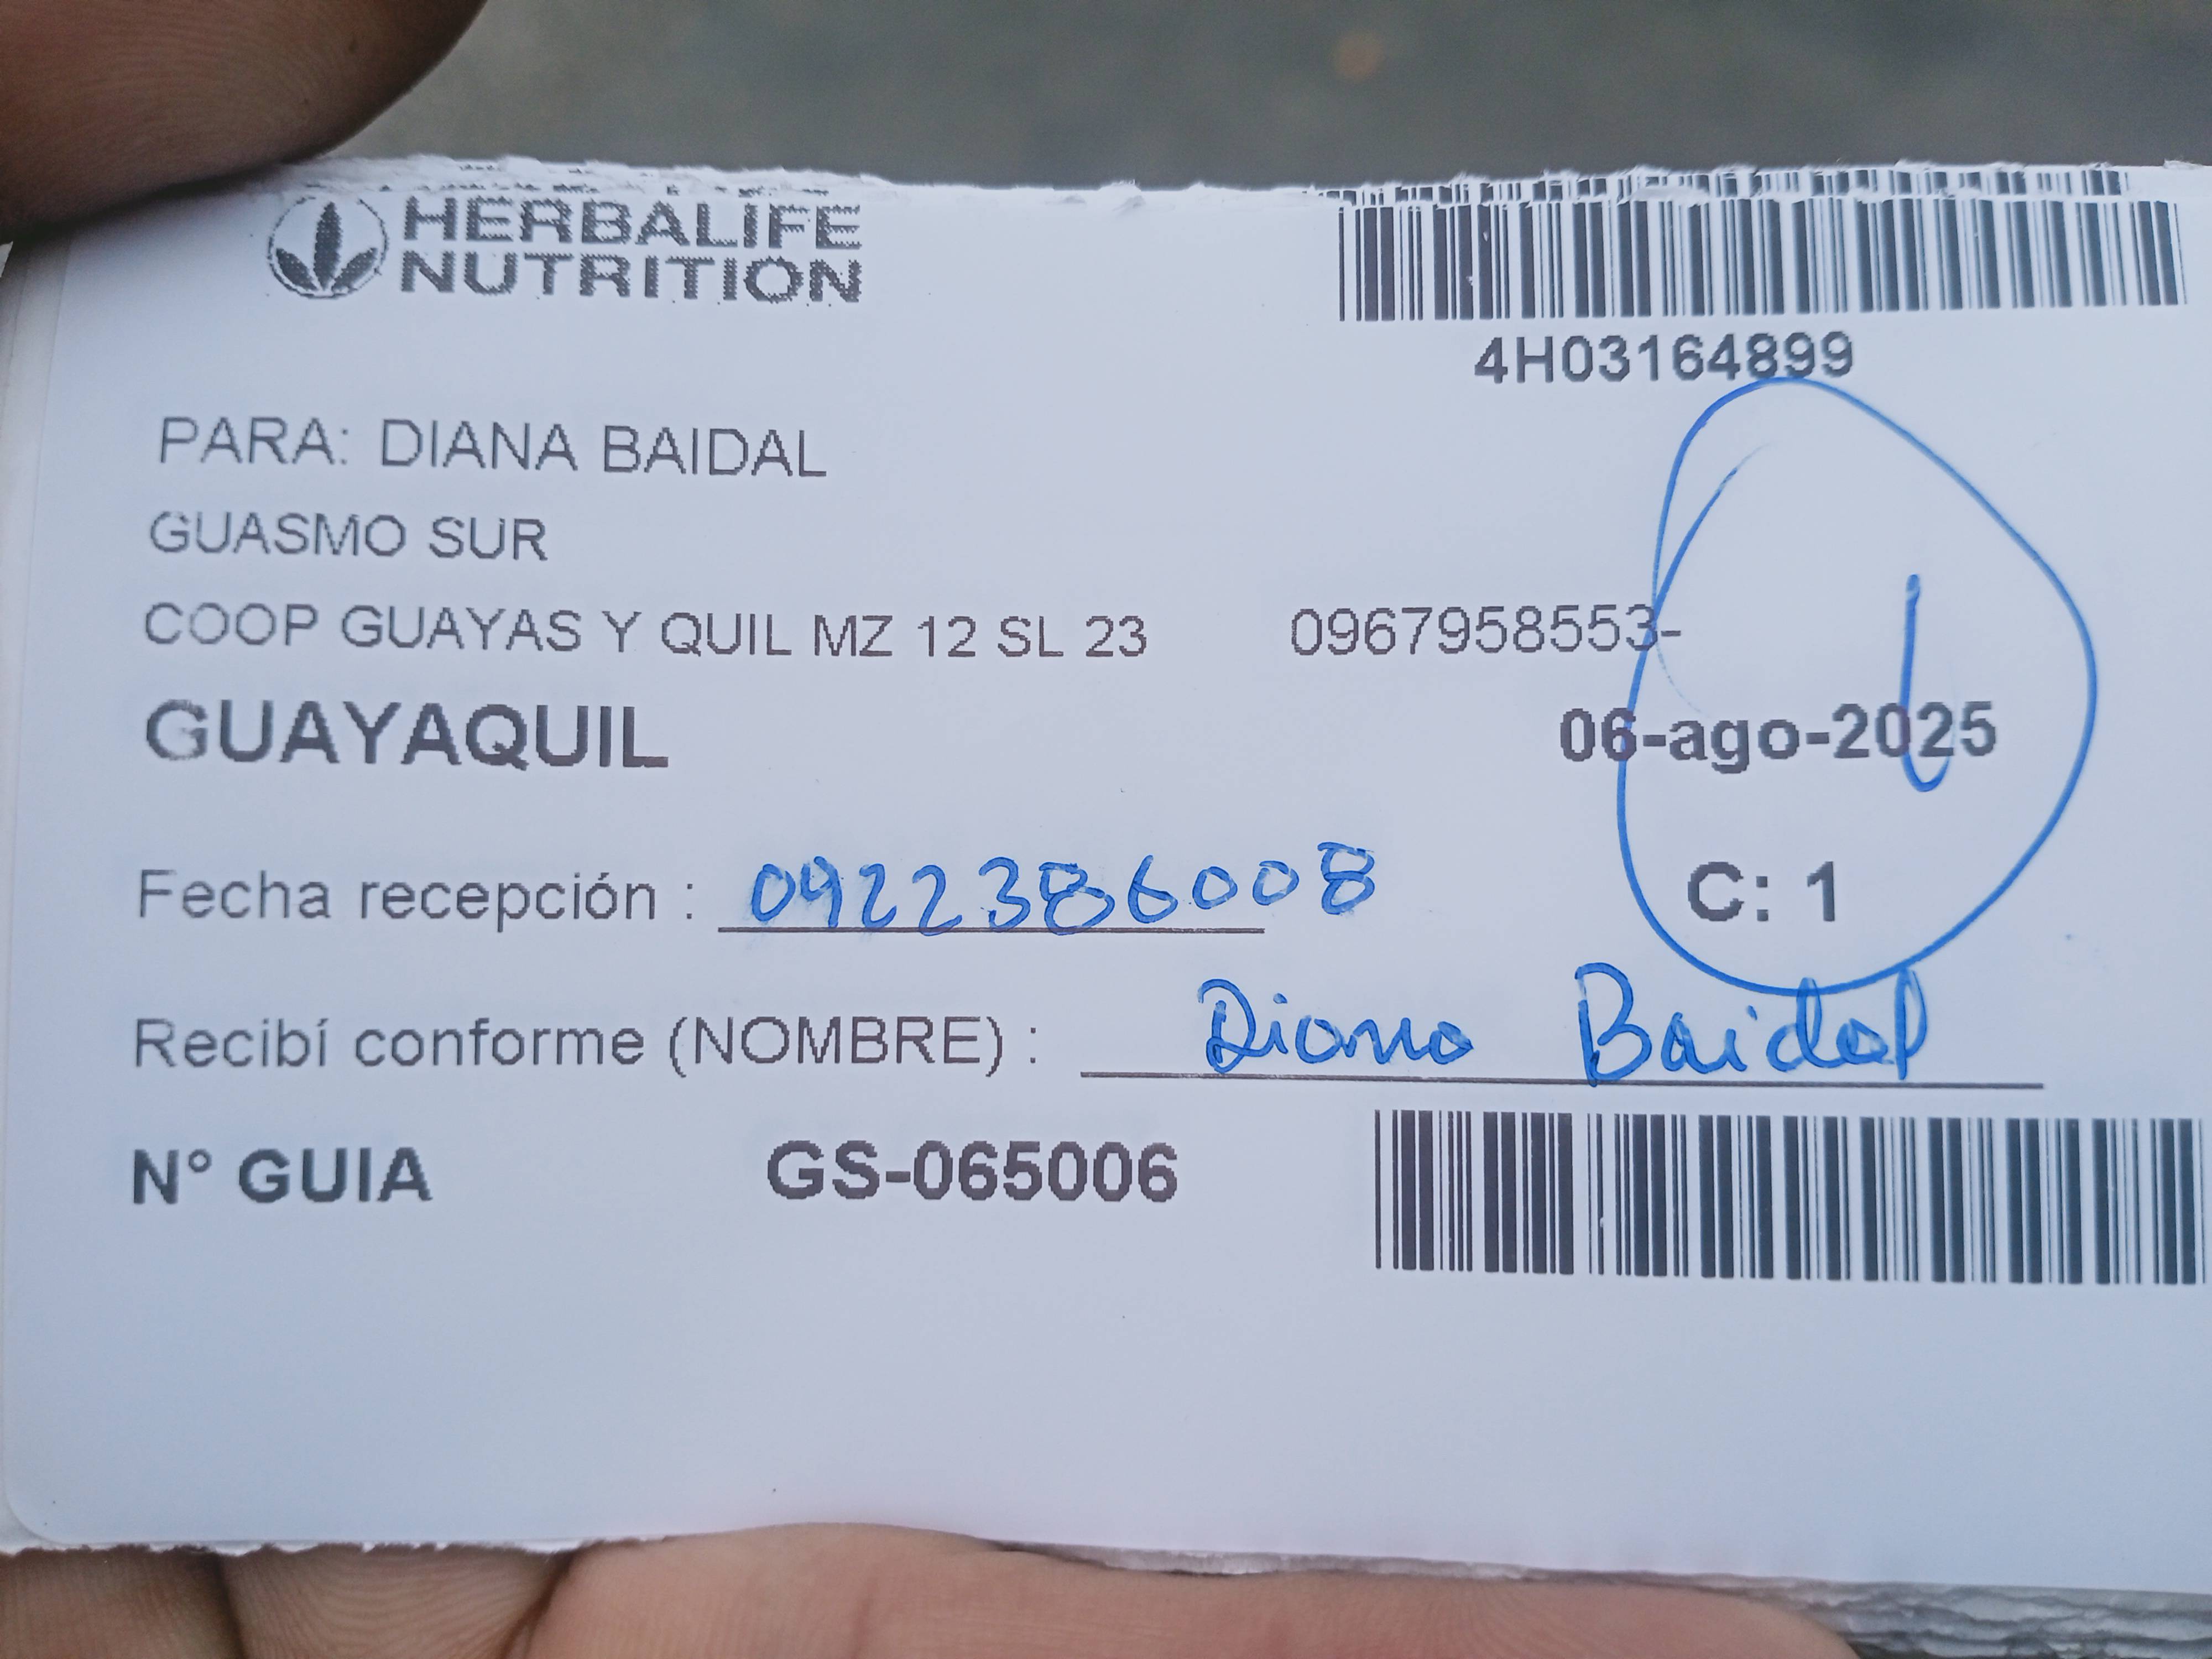 HERBALIFE
NUTRITION
4H03164899
PARA: DIANA BAIDAL
GUASMO SUR
COOP GUAYAS Y QUIL MZ 12 SL 23 0967958553-
GUAYAQUIL 06-ago-2025
C: 1
Fecha recepción : 0922386008
Recibí conforme (NOMBRE) : Diana Baidal
N° GUIA GS-065006